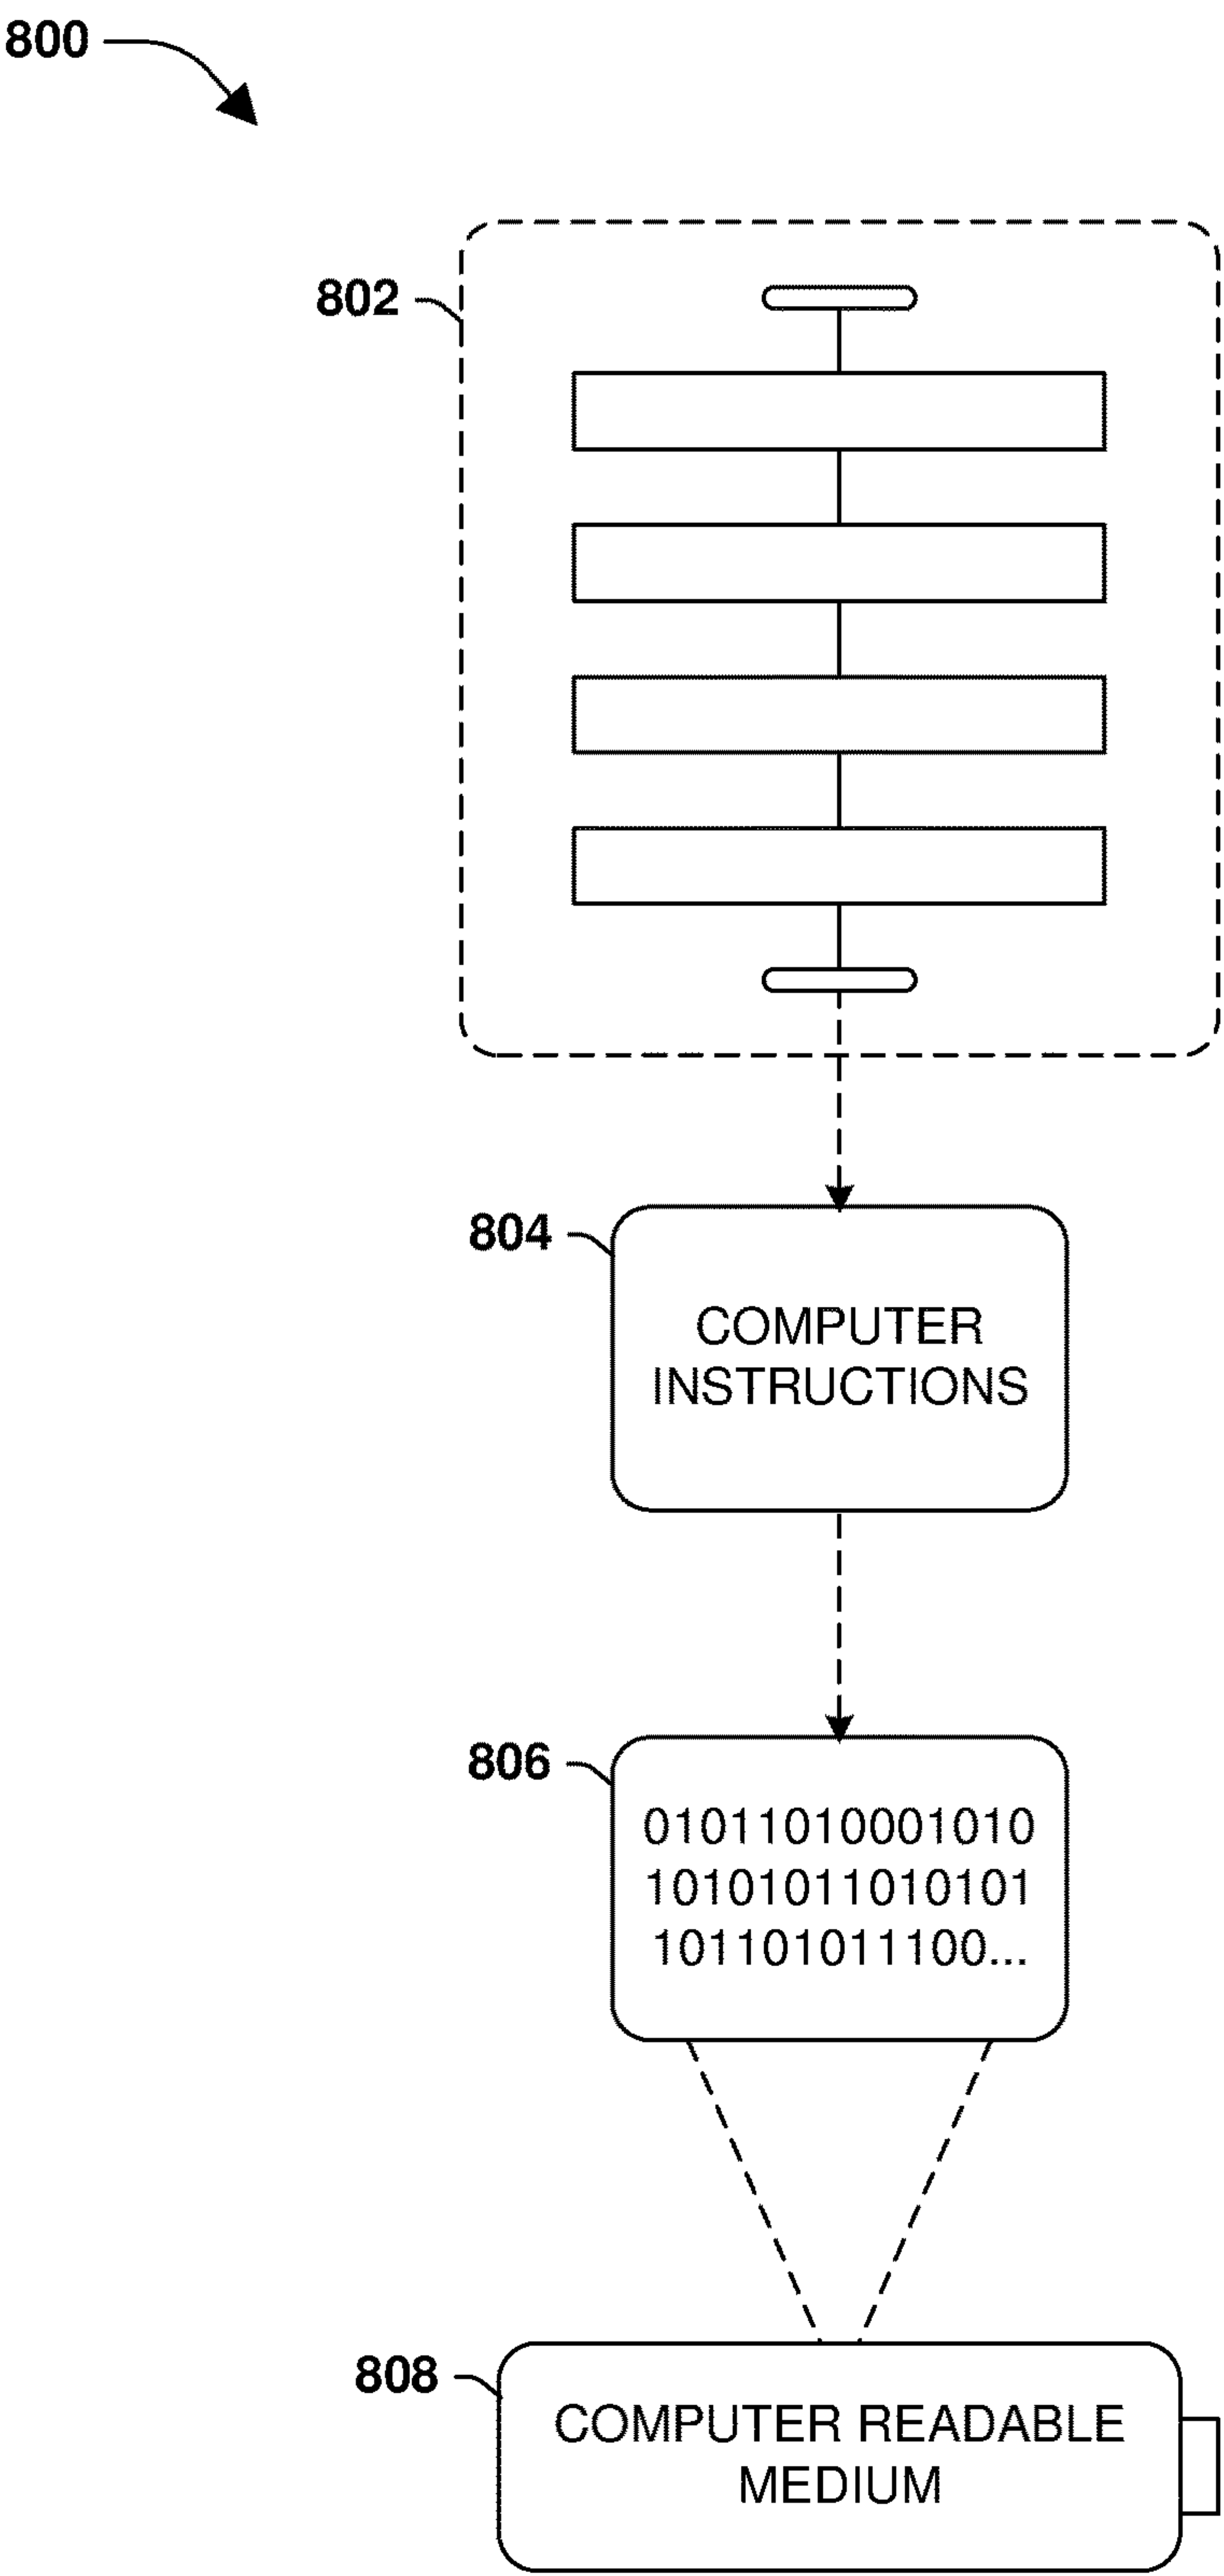 800
802
804
COMPUTER
INSTRUCTIONS
806
01011010001010
10101011010101
101101011100...
808
COMPUTER READABLE
MEDIUM